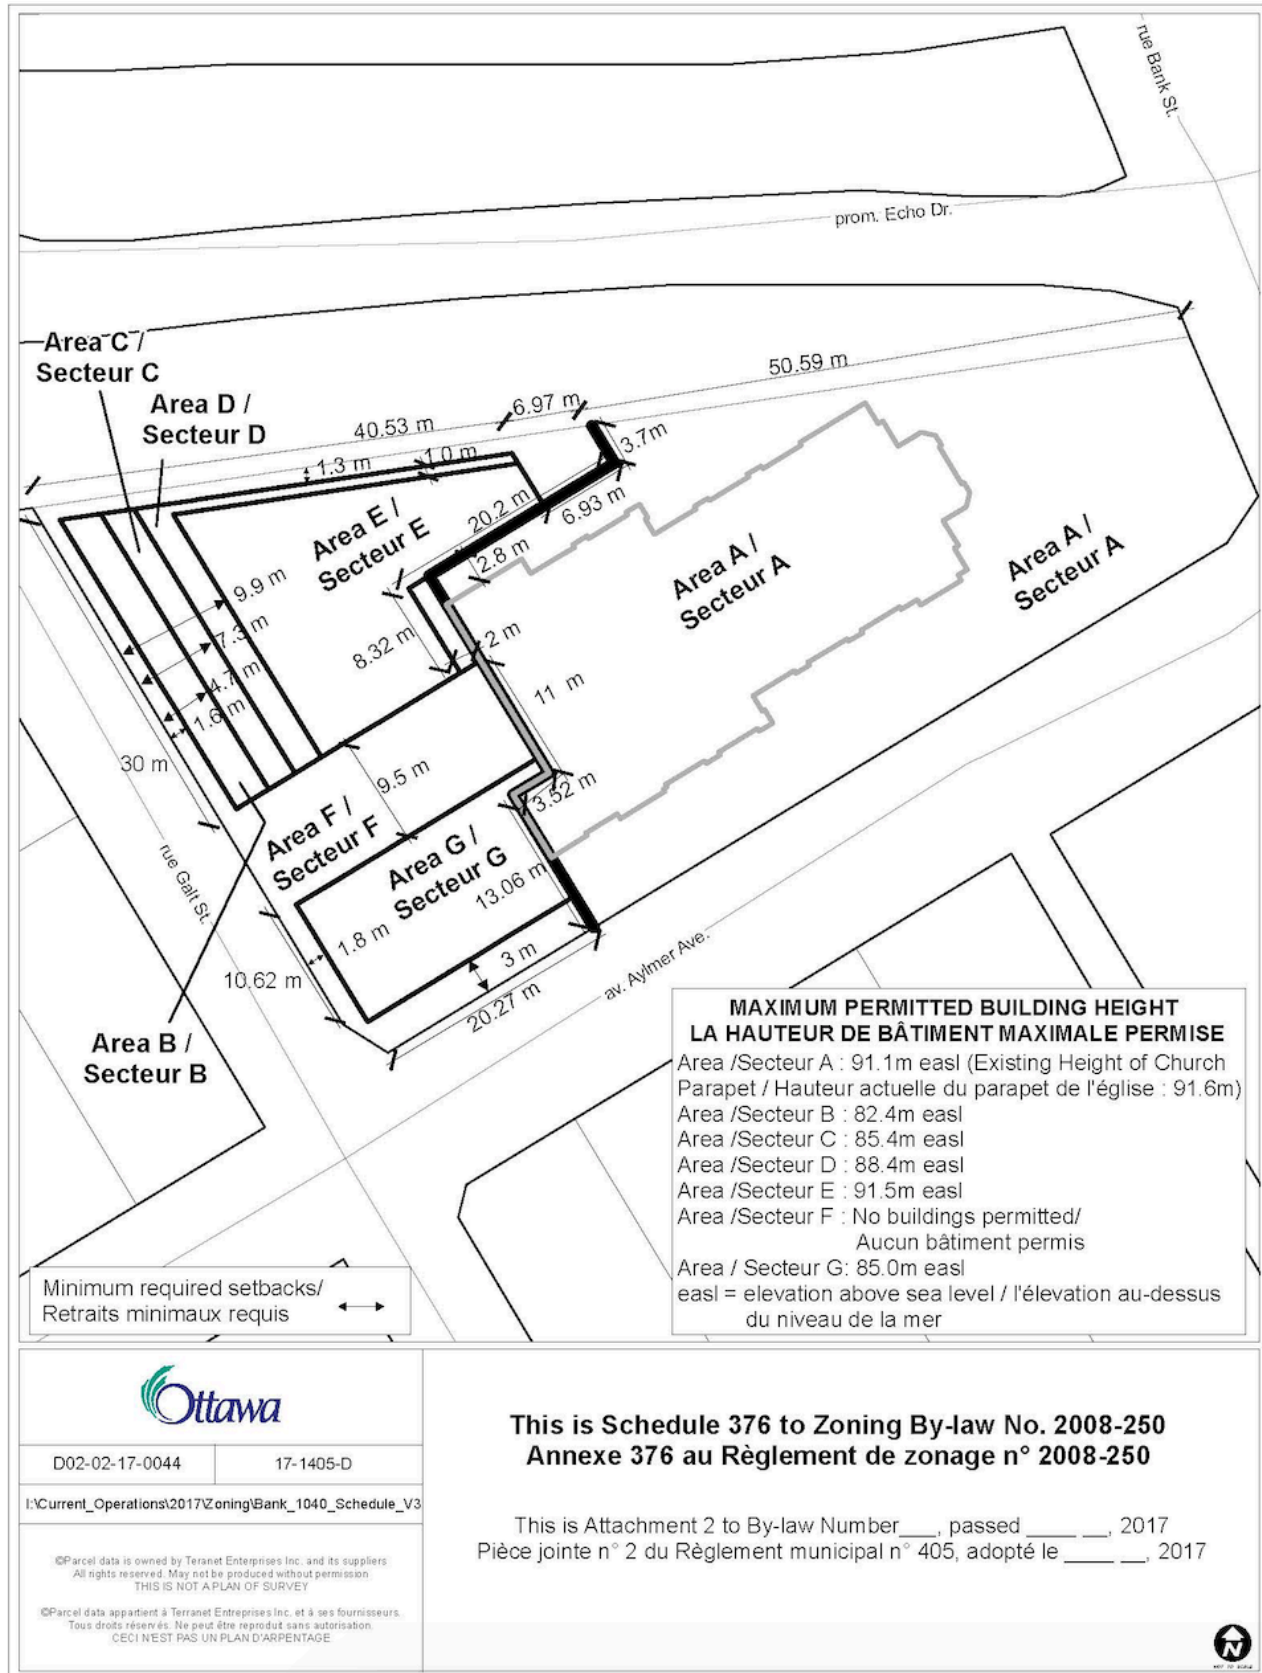 rue Bank St.
prom. Echo Dr.
Area C /
Secteur C
50.59 m
Area D /
Secteur D
6.97 m
40.53 m
3.7m
1.0 m
1.3 m
20.2 m
6.93 m
Area E /
Secteur E
2.8 m
Area A /
Secteur A
Area A /
Secteur A
9.9 m
7.3 m
4.7 m
1.6 m
8.32 m
2 m
11 m
30 m
9.5 m
3.52 m
Area F /
Secteur F
Area G /
Secteur G
rue Galt St.
13.06 m
1.8 m
3 m
10.62 m
20.27 m
av. Aylmer Ave.
Area B /
Secteur B
MAXIMUM PERMITTED BUILDING HEIGHT
LA HAUTEUR DE BÂTIMENT MAXIMALE PERMISE
Area /Secteur A : 91.1m easl (Existing Height of Church
Parapet / Hauteur actuelle du parapet de l'église : 91.6m)
Area /Secteur B : 82.4m easl
Area /Secteur C : 85.4m easl
Area /Secteur D : 88.4m easl
Area /Secteur E : 91.5m easl
Area /Secteur F : No buildings permitted/
Aucun bâtiment permis
Area / Secteur G: 85.0m easl
easl = elevation above sea level / l'élevation au-dessus
du niveau de la mer
Minimum required setbacks/
Retraits minimaux requis
Ottawa
D02-02-17-0044
17-1405-D
I:\Current_Operations\2017\Zoning\Bank_1040_Schedule_V3
©Parcel data is owned by Teranet Enterprises Inc. and its suppliers
All rights reserved. May not be produced without permission
THIS IS NOT A PLAN OF SURVEY
©Parcel data appartient à Terranet Entreprises Inc. et à ses fournisseurs.
Tous droits réservés. Ne peut être reproduit sans autorisation.
CECI N'EST PAS UN PLAN D'ARPENTAGE
This is Schedule 376 to Zoning By-law No. 2008-250
Annexe 376 au Règlement de zonage n° 2008-250
This is Attachment 2 to By-law Number___, passed ____ __, 2017
Pièce jointe n° 2 du Règlement municipal n° 405, adopté le ____ __, 2017
N
NOT TO SCALE